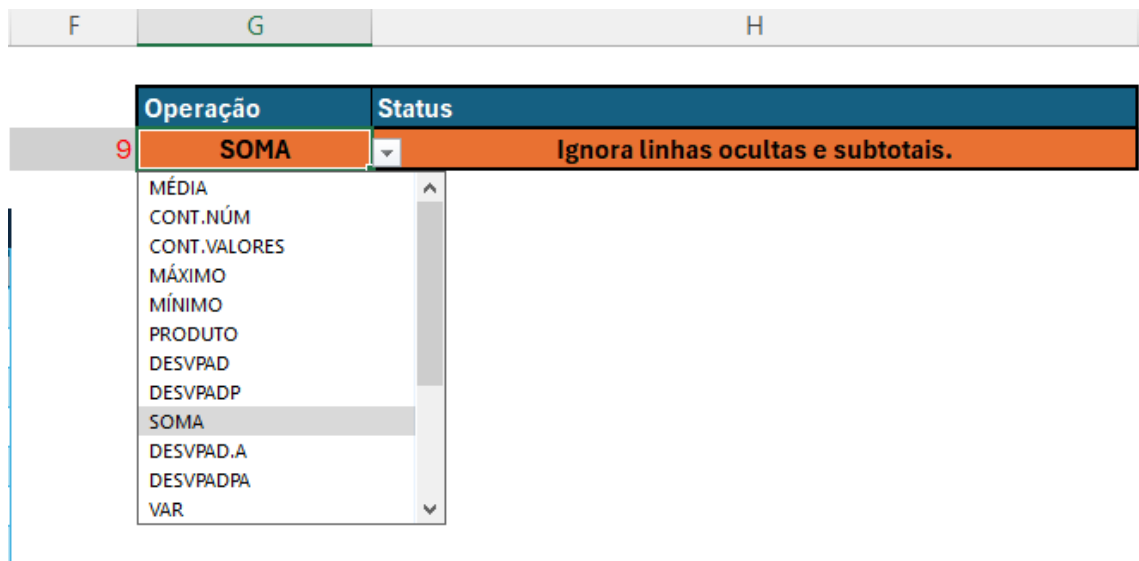 F G H
Operação Status
9 SOMA Ignora linhas ocultas e subtotais.
MÉDIA
CONT.NÚM
CONT.VALORES
MÁXIMO
MÍNIMO
PRODUTO
DESVPAD
DESVPADP
SOMA
DESVPAD.A
DESVPADPA
VAR